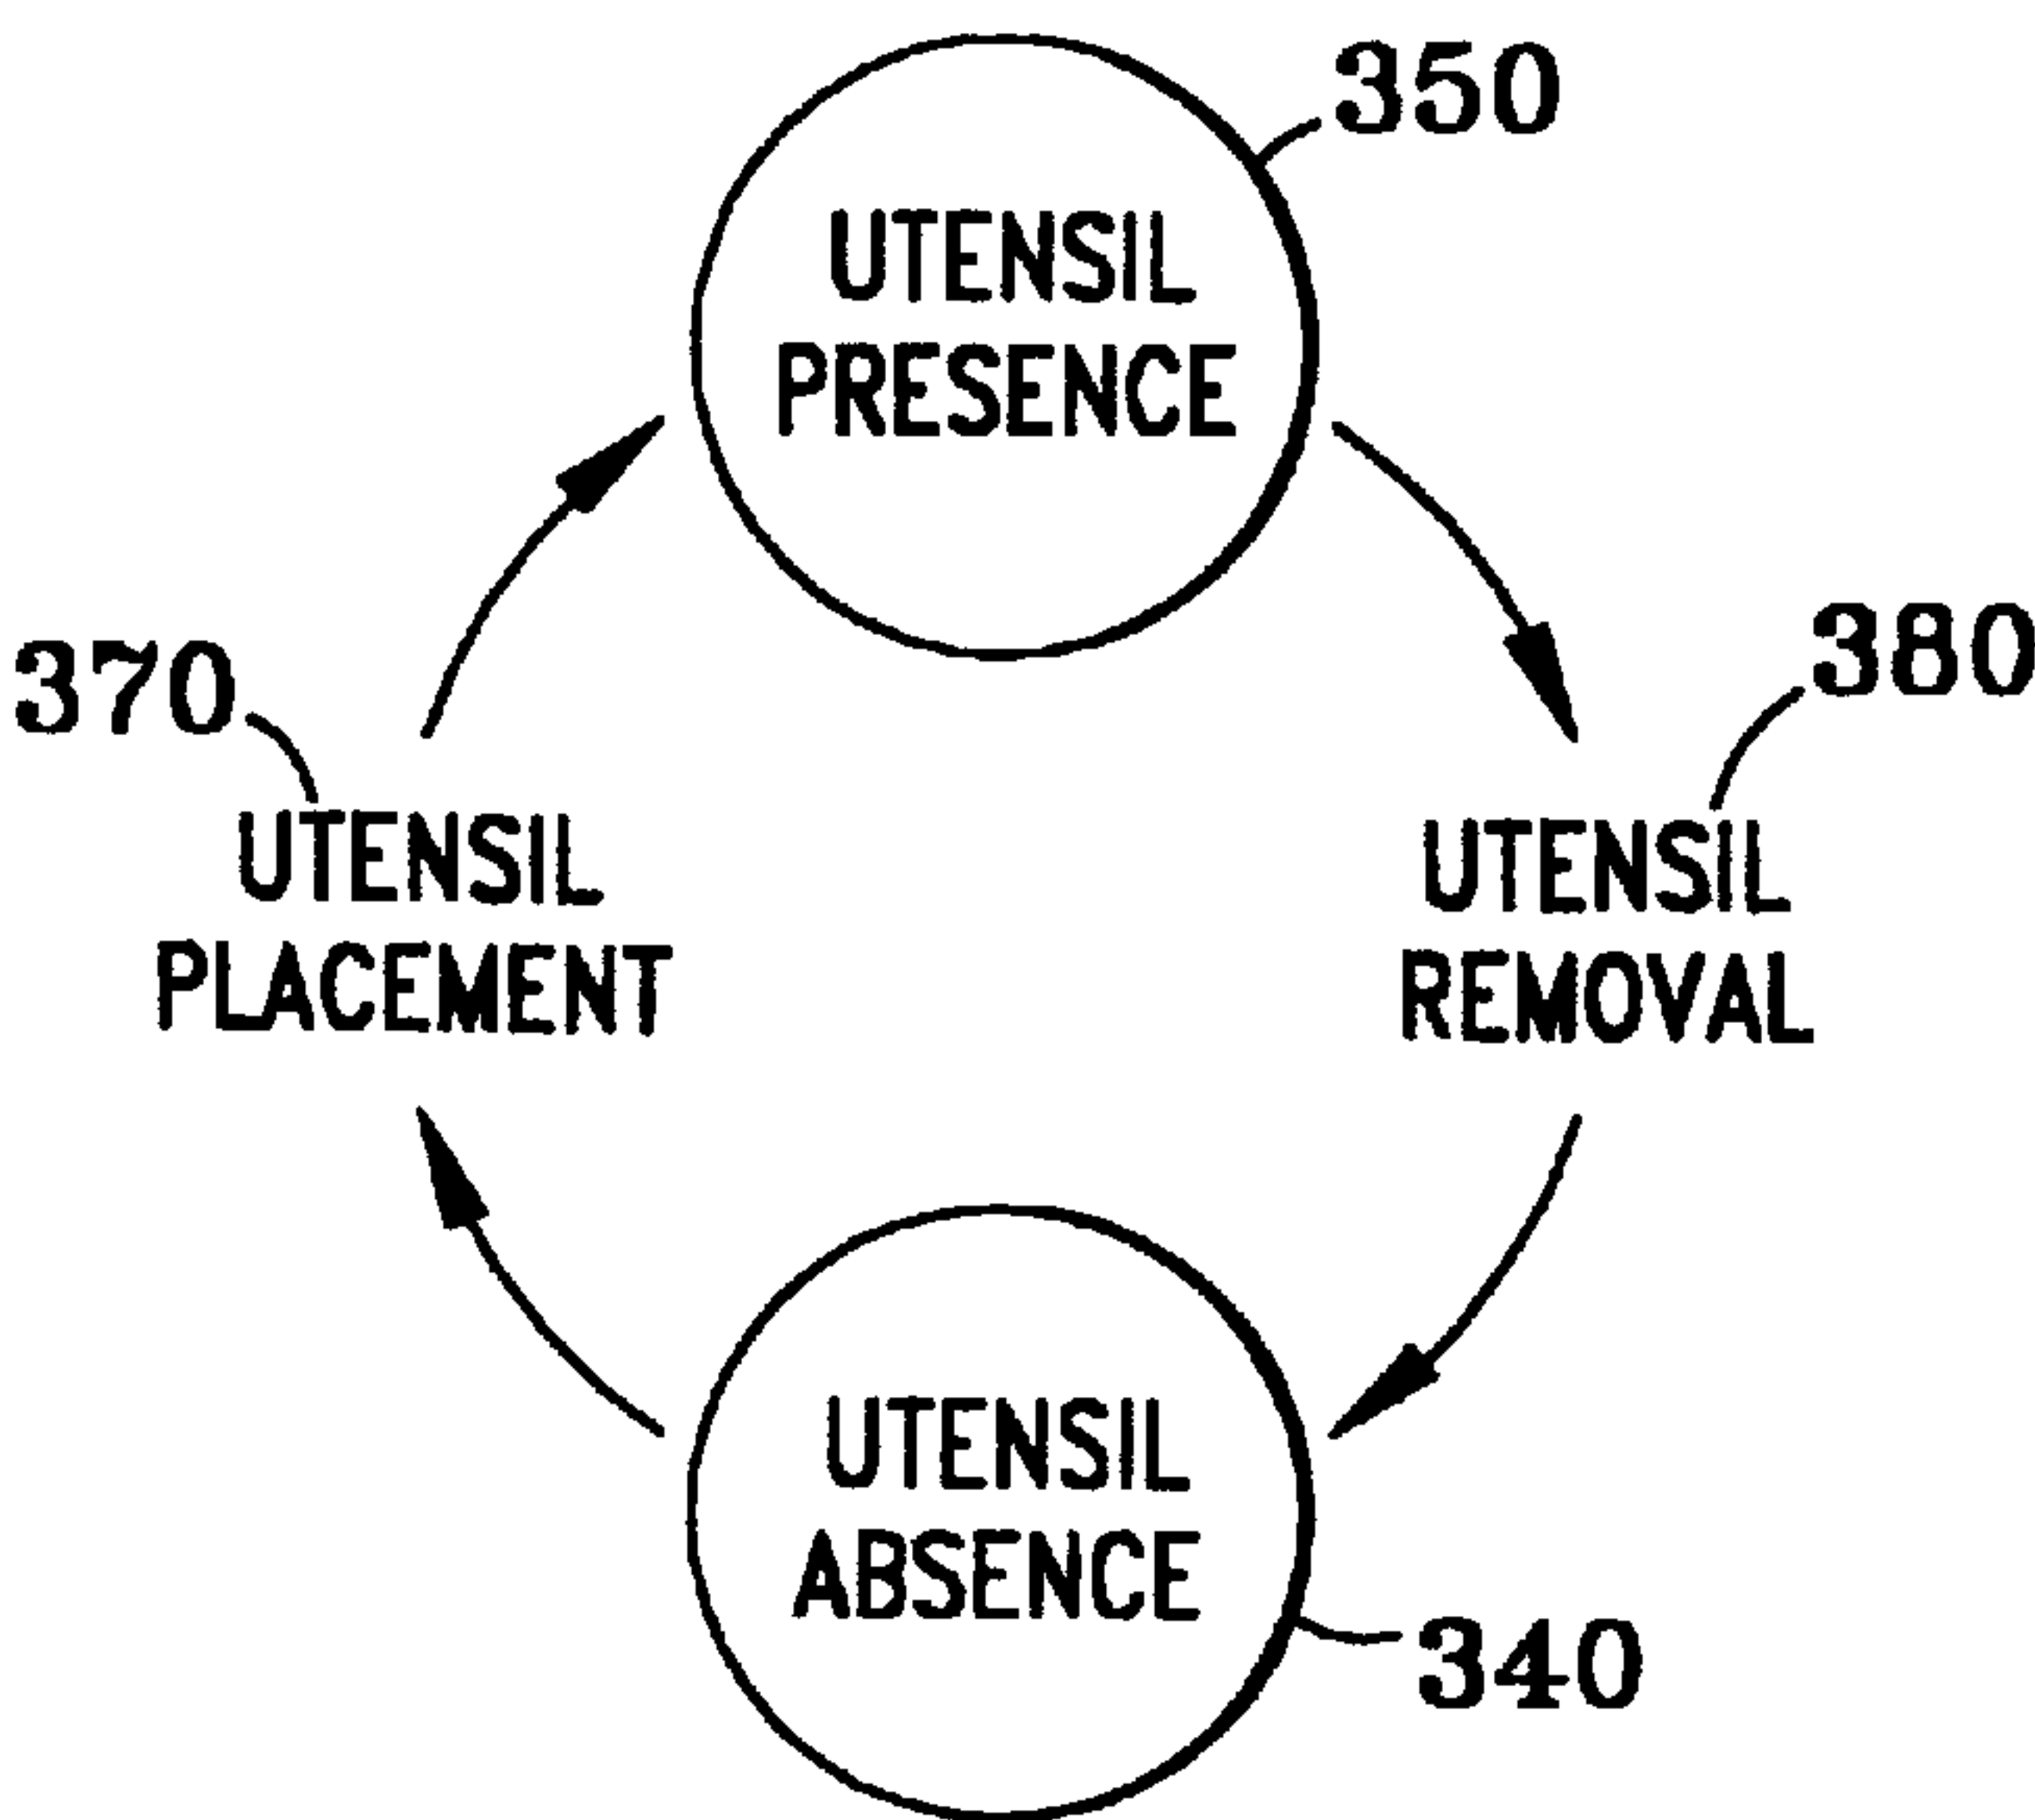 350
UTENSIL
PRESENCE
370
380
UTENSIL
PLACEMENT
UTENSIL
REMOVAL
UTENSIL
ABSENCE
340